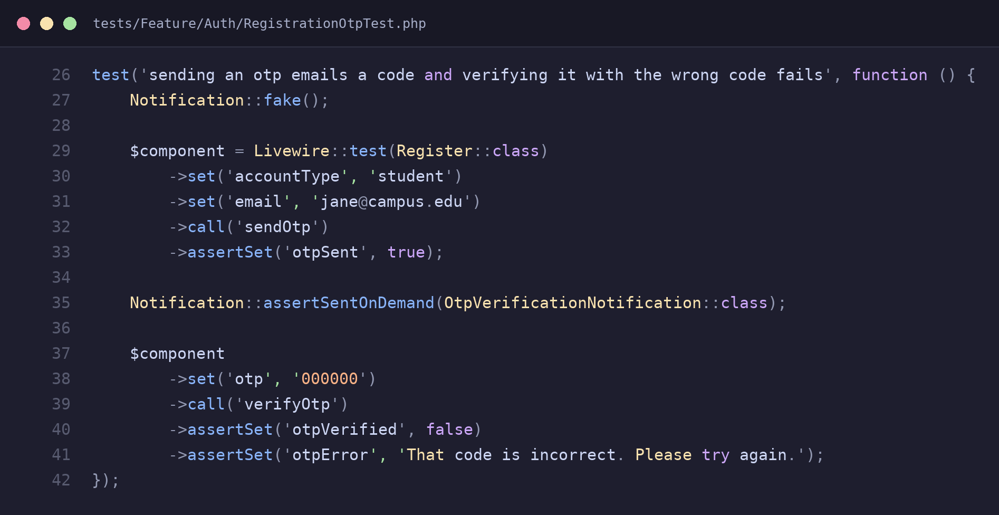 tests/Feature/Auth/RegistrationOtpTest.php
26 test('sending an otp emails a code and verifying it with the wrong code fails', function () {
27     Notification::fake();
28
29     $component = Livewire::test(Register::class)
30         ->set('accountType', 'student')
31         ->set('email', 'jane@campus.edu')
32         ->call('sendOtp')
33         ->assertSet('otpSent', true);
34
35     Notification::assertSentOnDemand(OtpVerificationNotification::class);
36
37     $component
38         ->set('otp', '000000')
39         ->call('verifyOtp')
40         ->assertSet('otpVerified', false)
41         ->assertSet('otpError', 'That code is incorrect. Please try again.');
42 });